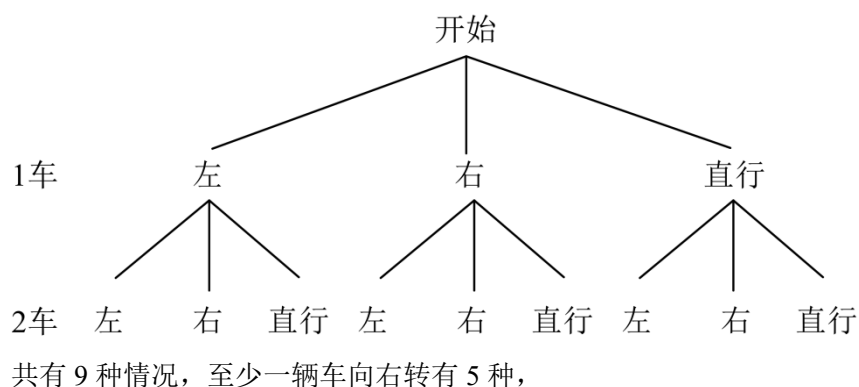 开始
1车 左 右 直行
2车 左 右 直行 左 右 直行 左 右 直行
共有 9 种情况，至少一辆车向右转有 5 种，